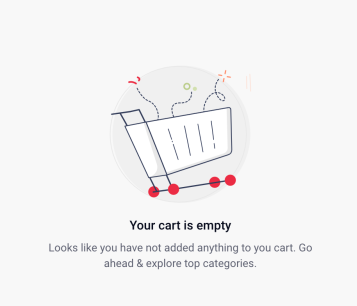 Your cart is empty
Looks like you have not added anything to you cart. Go
ahead & explore top categories.